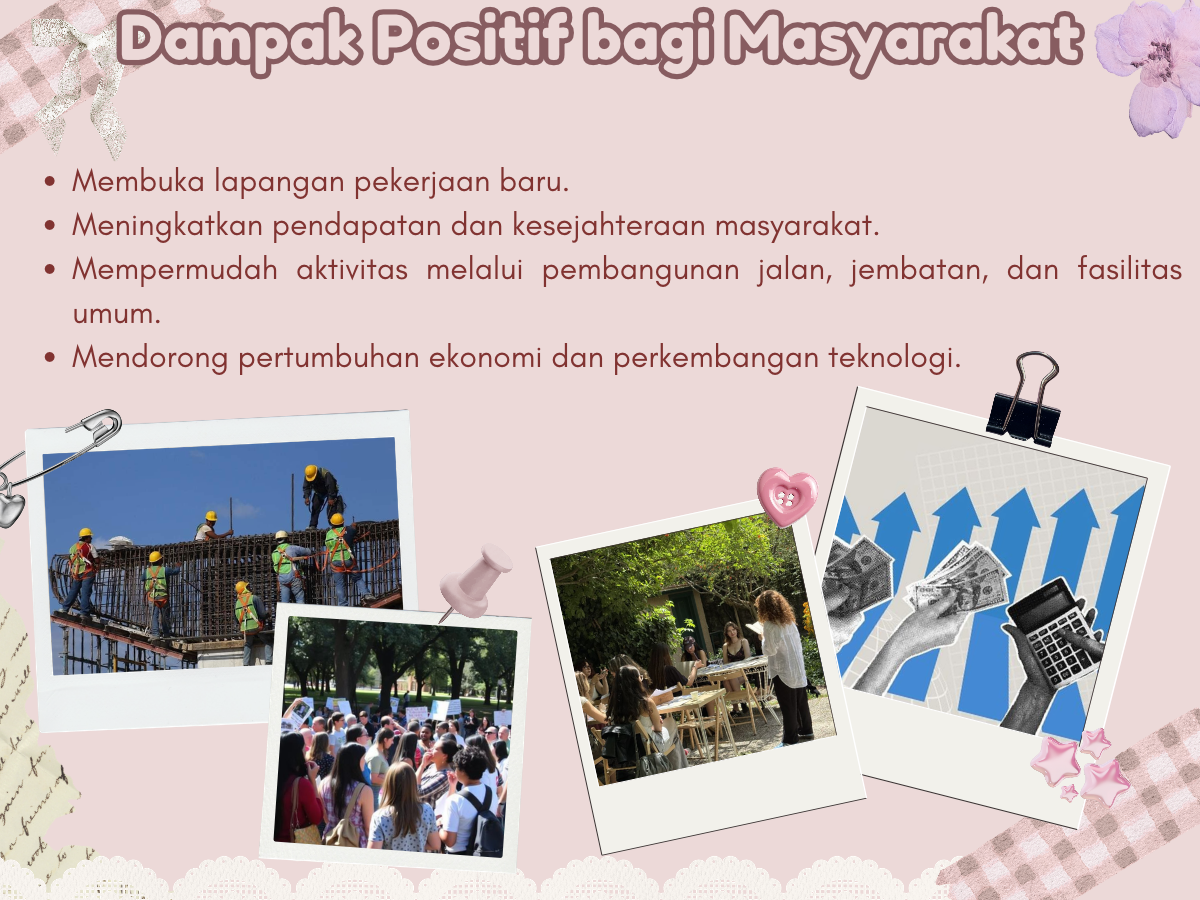 Dampak Positif bagi Masyarakat
• Membuka lapangan pekerjaan baru.
• Meningkatkan pendapatan dan kesejahteraan masyarakat.
• Mempermudah aktivitas melalui pembangunan jalan, jembatan, dan fasilitas
umum.
• Mendorong pertumbuhan ekonomi dan perkembangan teknologi.